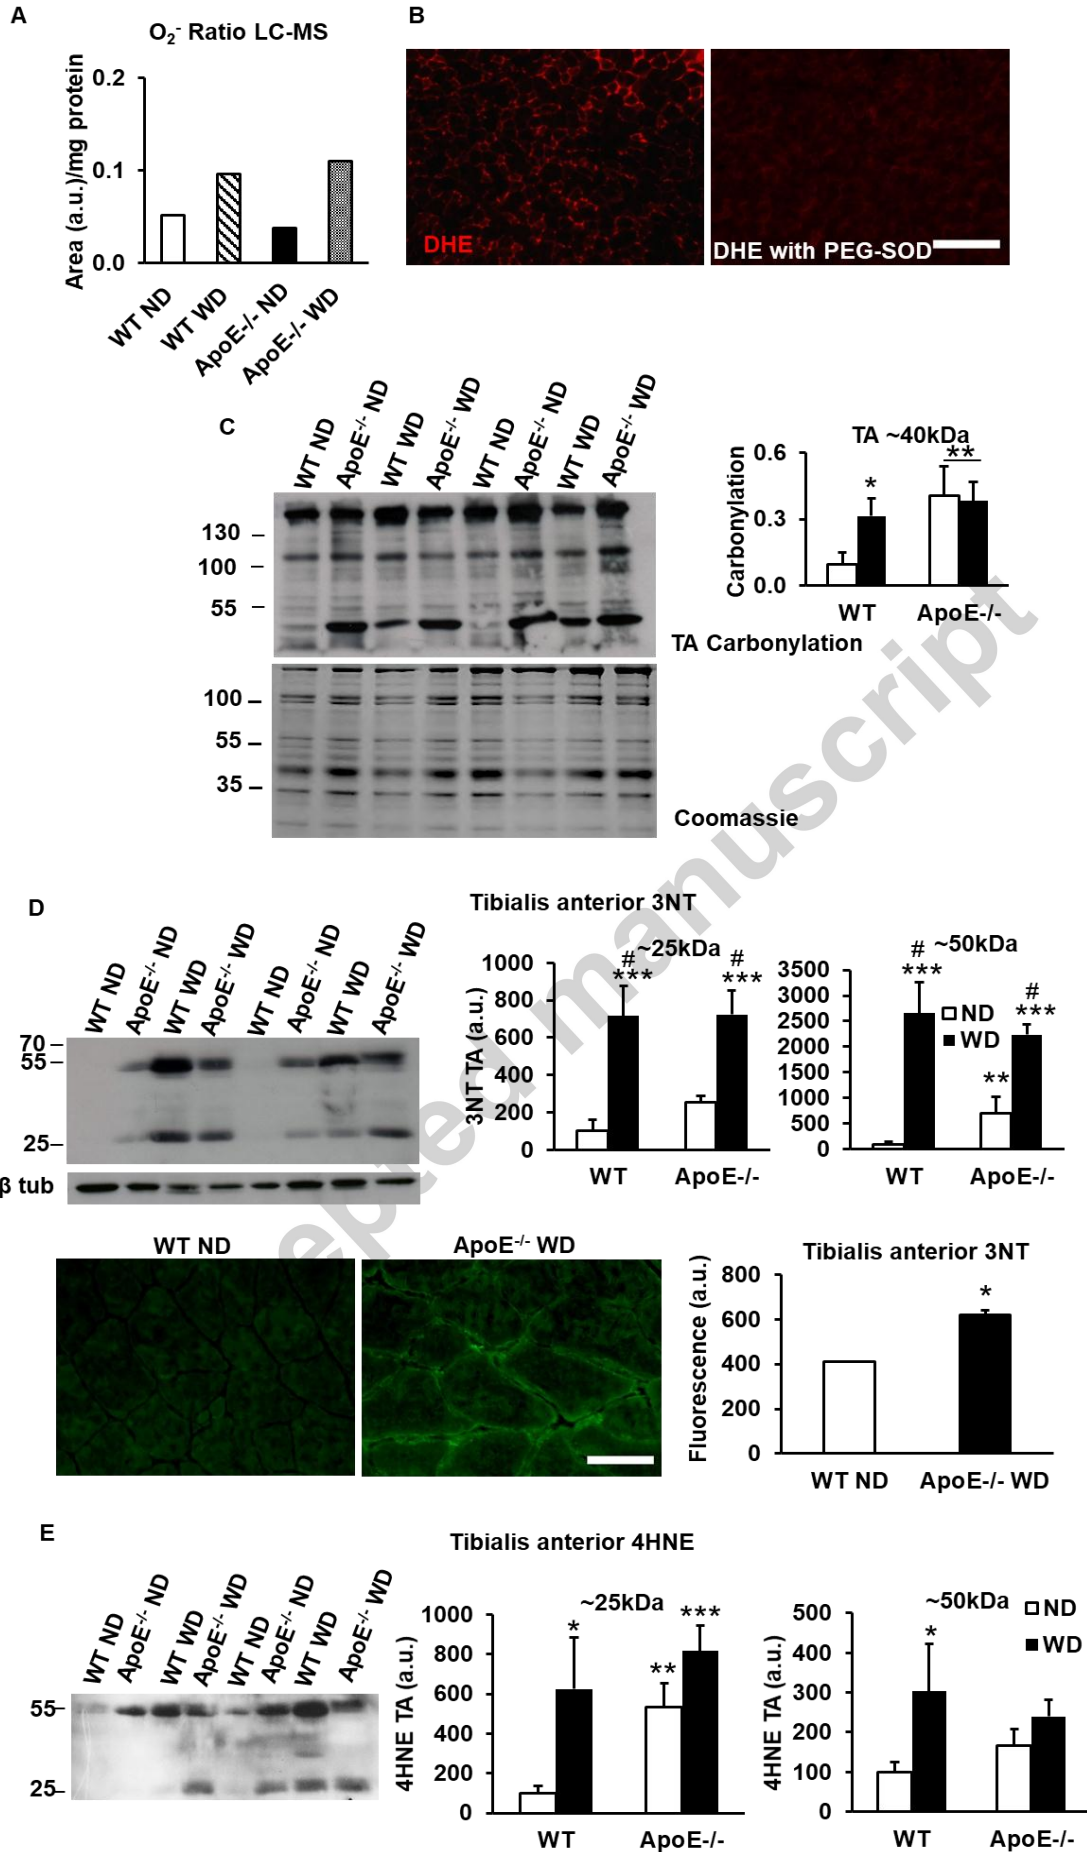 A
O₂⁻ Ratio LC-MS
Area (a.u.)/mg protein
0.2
0.1
0.0
WT ND
WT WD
ApoE-/- ND
ApoE-/- WD
B
DHE
DHE with PEG-SOD
C
WT ND
ApoE⁻/⁻ ND
WT WD
ApoE⁻/⁻ WD
WT ND
ApoE⁻/⁻ ND
WT WD
ApoE⁻/⁻ WD
130
100
55
TA Carbonylation
100
55
35
Coomassie
TA ~40kDa
Carbonylation
0.6
0.3
0.0
*
**
WT
ApoE-/-
D
WT ND
ApoE⁻/⁻ ND
WT WD
ApoE⁻/⁻ WD
WT ND
ApoE⁻/⁻ ND
WT WD
ApoE⁻/⁻ WD
70
55
25
β tub
Tibialis anterior 3NT
~25kDa
3NT TA (a.u.)
1000
800
600
400
200
0
#
***
#
***
WT
ApoE-/-
~50kDa
3500
3000
2500
2000
1500
1000
500
0
#
***
**
#
***
ND
WD
WT
ApoE-/-
WT ND
ApoE⁻/⁻ WD
Tibialis anterior 3NT
Fluorescence (a.u.)
800
600
400
200
0
*
WT ND
ApoE-/- WD
E
WT ND
ApoE⁻/⁻ ND
WT WD
ApoE⁻/⁻ WD
WT ND
ApoE⁻/⁻ ND
WT WD
ApoE⁻/⁻ WD
55
25
Tibialis anterior 4HNE
~25kDa
4HNE TA (a.u.)
1000
800
600
400
200
0
*
**
***
WT
ApoE-/-
~50kDa
4HNE TA (a.u.)
500
400
300
200
100
0
*
ND
WD
WT
ApoE-/-
epted manuscript